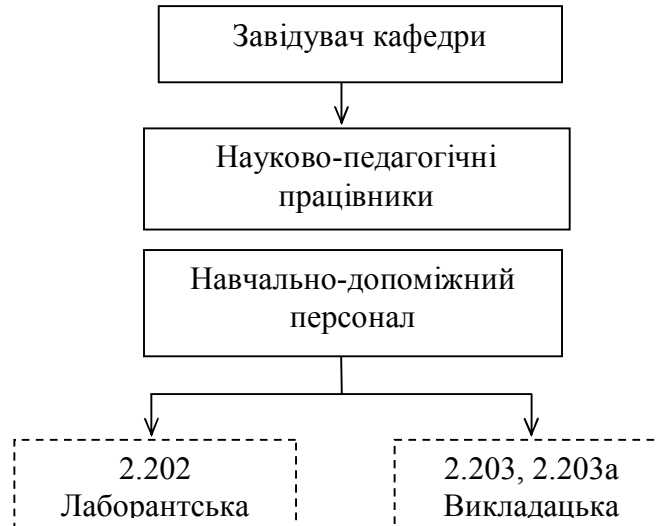 Завідувач кафедри
Науково-педагогічні
працівники
Навчально-допоміжний
персонал
2.202
Лаборантська
2.203, 2.203а
Викладацька